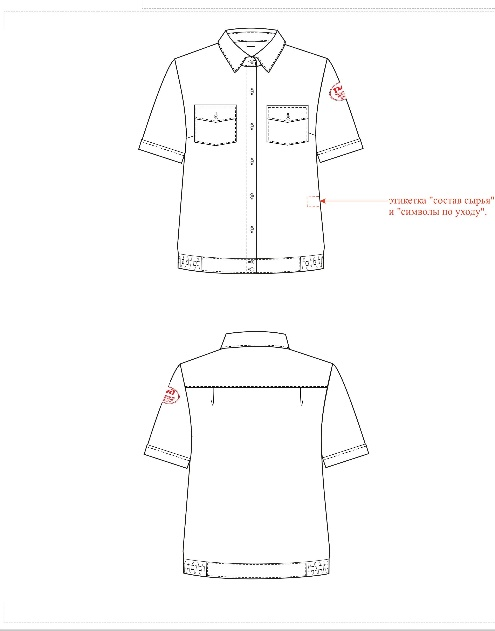 этикетка "состав сырья"
и "символы по уходу".